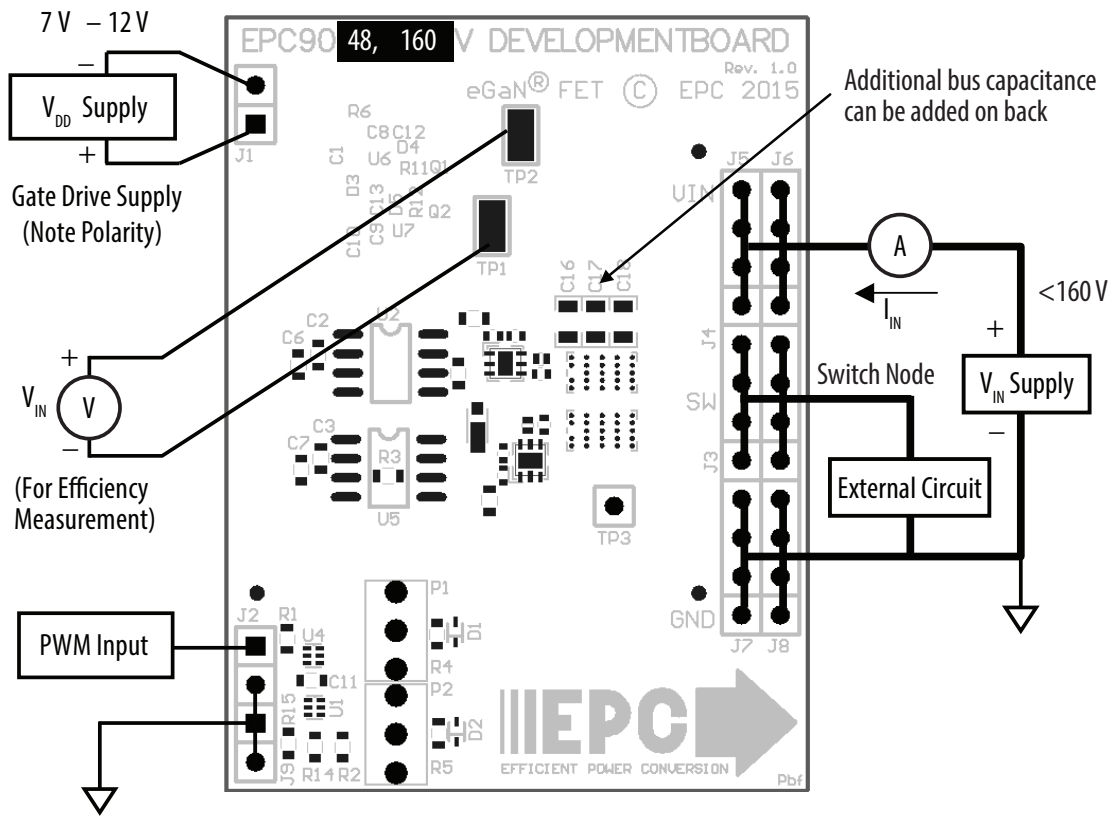 7 V – 12 V
–
V_DD Supply
+
Gate Drive Supply
(Note Polarity)
EPC90 48, 160 V DEVELOPMENTBOARD
Rev. 1.0
eGaN® FET © EPC 2015
Additional bus capacitance
can be added on back
J1
R6
C8 C12
D4
C1
U6
R11 Q1
D3
C13
D5
R12
Q2
C10
C9
U7
TP2
TP1
J5 J6
VIN
A
I_IN
<160 V
+
V_IN Supply
–
C16
C17
C18
U2
C2
C6
J4
SW
J3
Switch Node
External Circuit
+
V_IN
V
–
(For Efficiency
Measurement)
C3
C7
R3
U5
TP3
GND
J7 J8
PWM Input
J2
R1
U4
C11
R15
U1
J9
R14 R2
P1
D1
R4
P2
D2
R5
EPC
EFFICIENT POWER CONVERSION
Pbf